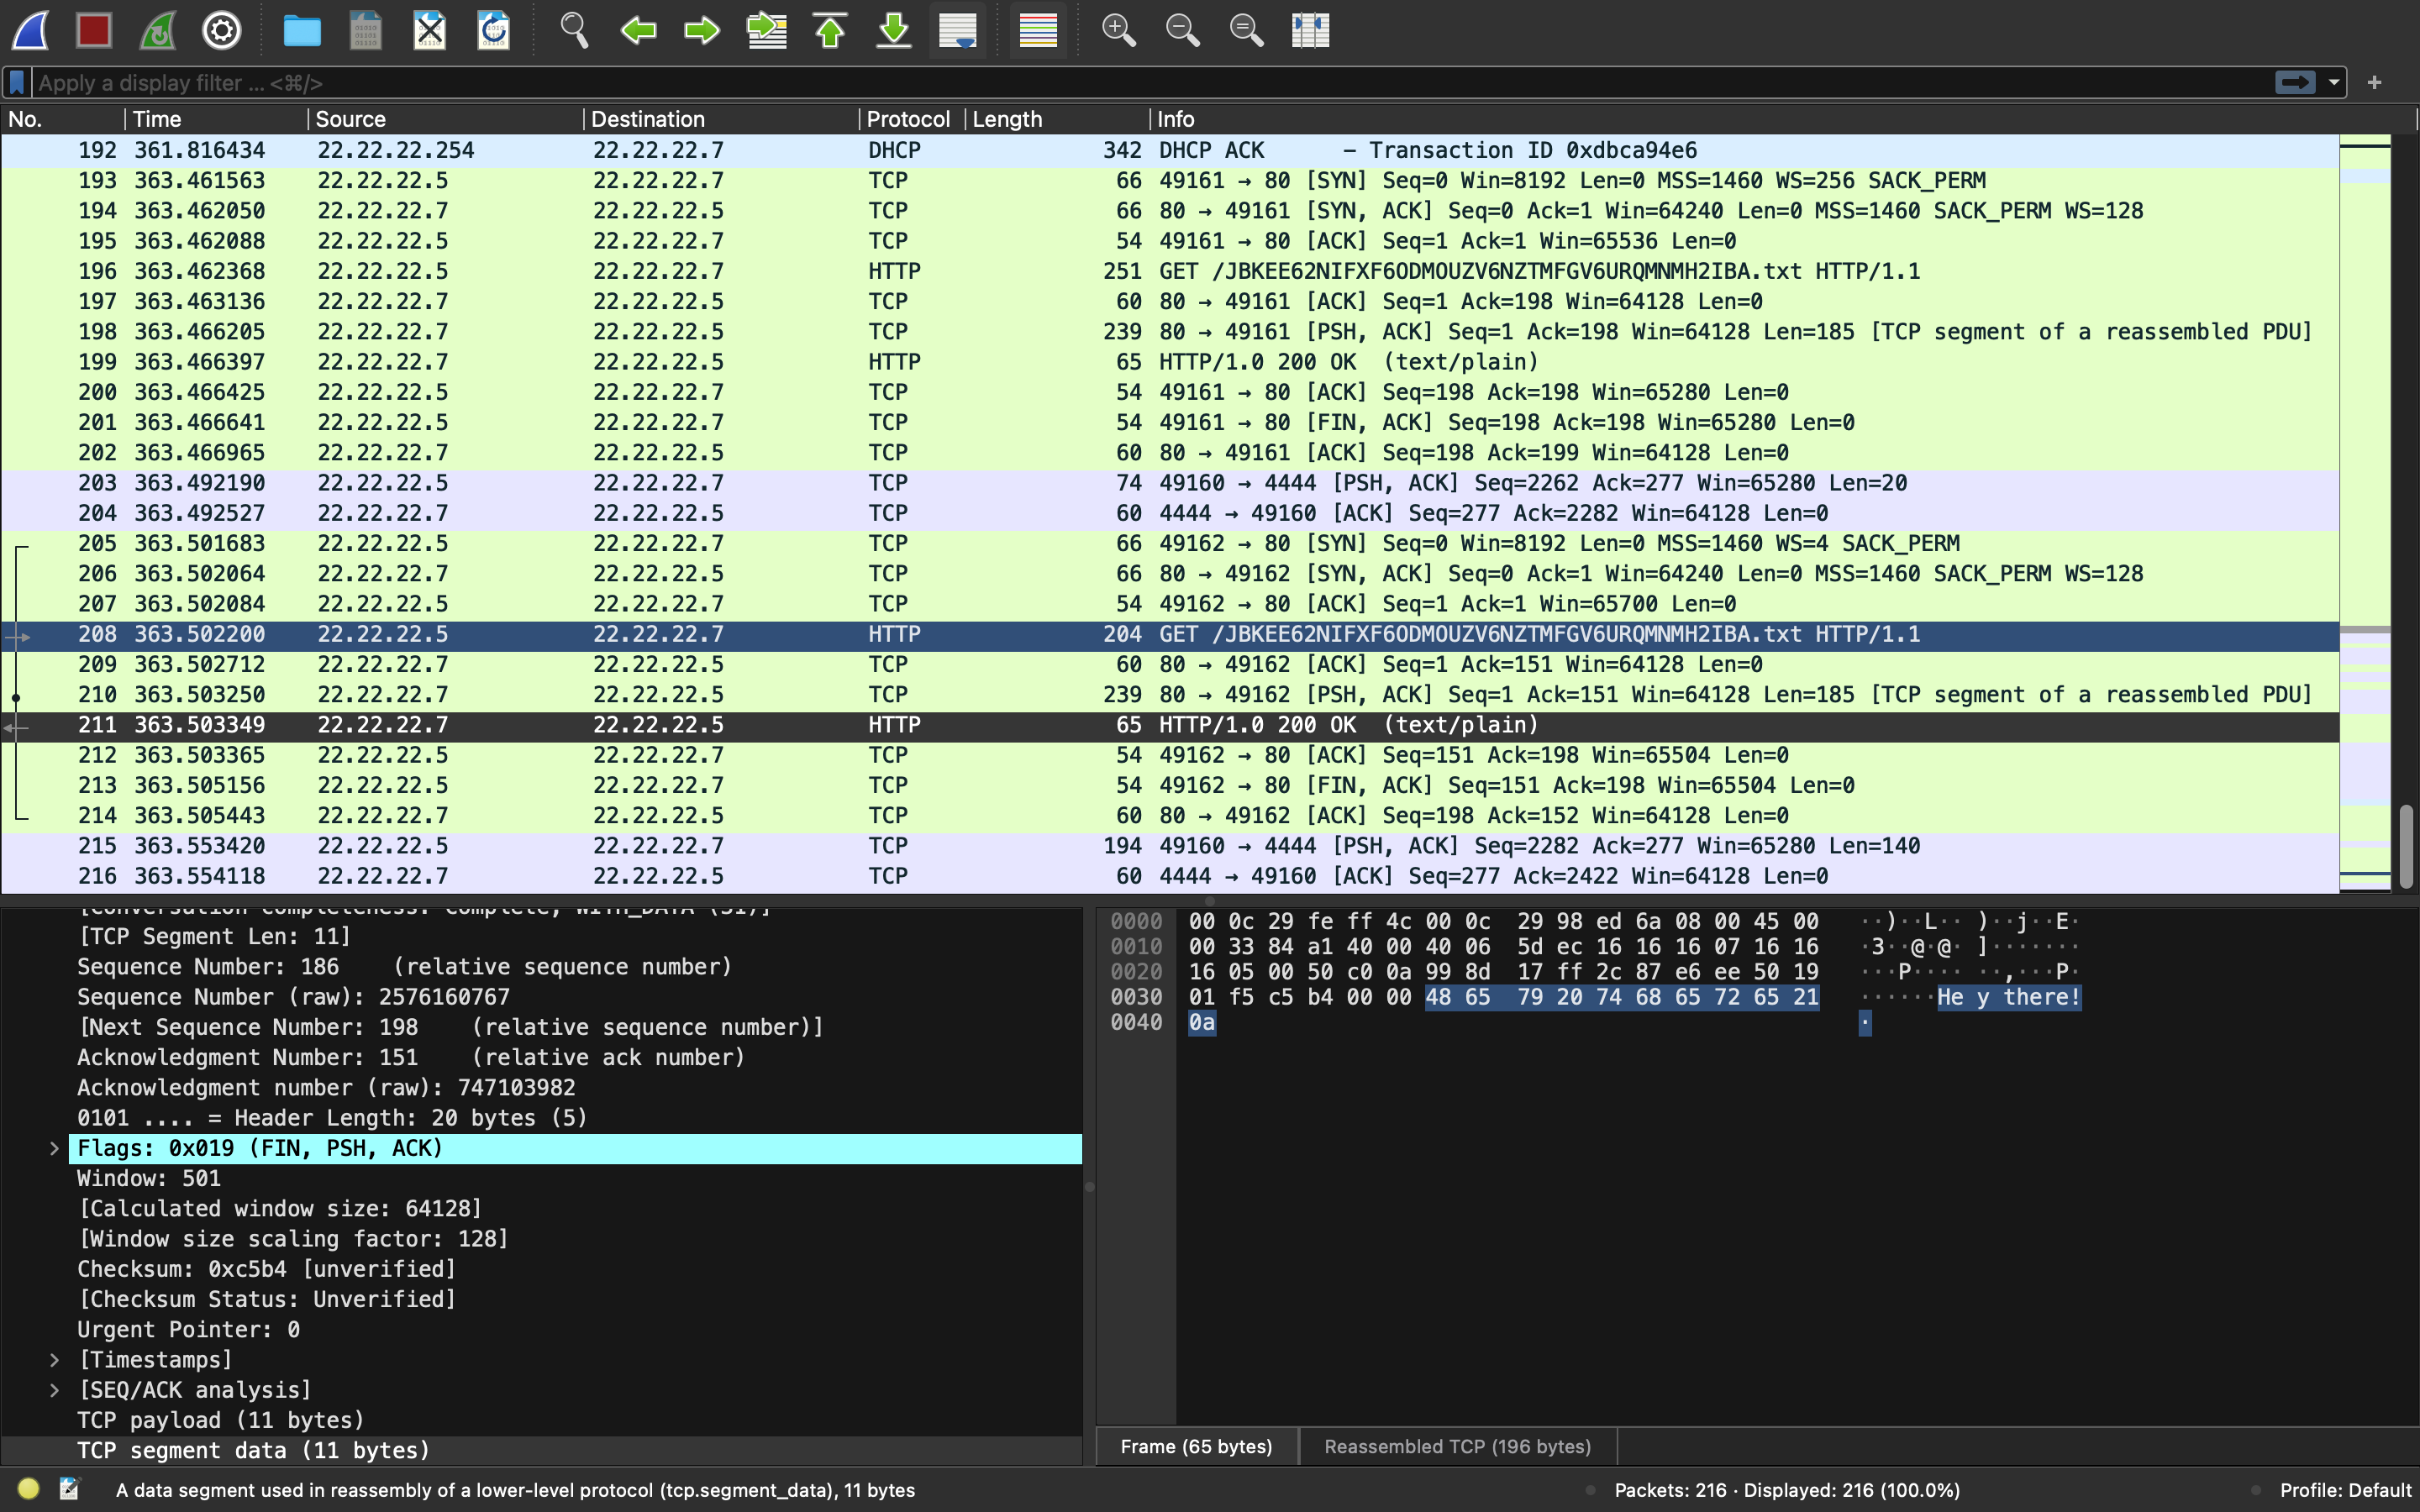 Apply a display filter ... <⌘/>
No. Time Source Destination Protocol Length Info
192 361.816434 22.22.22.254 22.22.22.7 DHCP 342 DHCP ACK – Transaction ID 0xdbca94e6
193 363.461563 22.22.22.5 22.22.22.7 TCP 66 49161 → 80 [SYN] Seq=0 Win=8192 Len=0 MSS=1460 WS=256 SACK_PERM
194 363.462050 22.22.22.7 22.22.22.5 TCP 66 80 → 49161 [SYN, ACK] Seq=0 Ack=1 Win=64240 Len=0 MSS=1460 SACK_PERM WS=128
195 363.462088 22.22.22.5 22.22.22.7 TCP 54 49161 → 80 [ACK] Seq=1 Ack=1 Win=65536 Len=0
196 363.462368 22.22.22.5 22.22.22.7 HTTP 251 GET /JBKEE62NIFXF6ODMOUZV6NZTMFGV6URQMNMH2IBA.txt HTTP/1.1
197 363.463136 22.22.22.7 22.22.22.5 TCP 60 80 → 49161 [ACK] Seq=1 Ack=198 Win=64128 Len=0
198 363.466205 22.22.22.7 22.22.22.5 TCP 239 80 → 49161 [PSH, ACK] Seq=1 Ack=198 Win=64128 Len=185 [TCP segment of a reassembled PDU]
199 363.466397 22.22.22.7 22.22.22.5 HTTP 65 HTTP/1.0 200 OK (text/plain)
200 363.466425 22.22.22.5 22.22.22.7 TCP 54 49161 → 80 [ACK] Seq=198 Ack=198 Win=65280 Len=0
201 363.466641 22.22.22.5 22.22.22.7 TCP 54 49161 → 80 [FIN, ACK] Seq=198 Ack=198 Win=65280 Len=0
202 363.466965 22.22.22.7 22.22.22.5 TCP 60 80 → 49161 [ACK] Seq=198 Ack=199 Win=64128 Len=0
203 363.492190 22.22.22.5 22.22.22.7 TCP 74 49160 → 4444 [PSH, ACK] Seq=2262 Ack=277 Win=65280 Len=20
204 363.492527 22.22.22.7 22.22.22.5 TCP 60 4444 → 49160 [ACK] Seq=277 Ack=2282 Win=64128 Len=0
205 363.501683 22.22.22.5 22.22.22.7 TCP 66 49162 → 80 [SYN] Seq=0 Win=8192 Len=0 MSS=1460 WS=4 SACK_PERM
206 363.502064 22.22.22.7 22.22.22.5 TCP 66 80 → 49162 [SYN, ACK] Seq=0 Ack=1 Win=64240 Len=0 MSS=1460 SACK_PERM WS=128
207 363.502084 22.22.22.5 22.22.22.7 TCP 54 49162 → 80 [ACK] Seq=1 Ack=1 Win=65700 Len=0
208 363.502200 22.22.22.5 22.22.22.7 HTTP 204 GET /JBKEE62NIFXF6ODMOUZV6NZTMFGV6URQMNMH2IBA.txt HTTP/1.1
209 363.502712 22.22.22.7 22.22.22.5 TCP 60 80 → 49162 [ACK] Seq=1 Ack=151 Win=64128 Len=0
210 363.503250 22.22.22.7 22.22.22.5 TCP 239 80 → 49162 [PSH, ACK] Seq=1 Ack=151 Win=64128 Len=185 [TCP segment of a reassembled PDU]
211 363.503349 22.22.22.7 22.22.22.5 HTTP 65 HTTP/1.0 200 OK (text/plain)
212 363.503365 22.22.22.5 22.22.22.7 TCP 54 49162 → 80 [ACK] Seq=151 Ack=198 Win=65504 Len=0
213 363.505156 22.22.22.5 22.22.22.7 TCP 54 49162 → 80 [FIN, ACK] Seq=151 Ack=198 Win=65504 Len=0
214 363.505443 22.22.22.7 22.22.22.5 TCP 60 80 → 49162 [ACK] Seq=198 Ack=152 Win=64128 Len=0
215 363.553420 22.22.22.5 22.22.22.7 TCP 194 49160 → 4444 [PSH, ACK] Seq=2282 Ack=277 Win=65280 Len=140
216 363.554118 22.22.22.7 22.22.22.5 TCP 60 4444 → 49160 [ACK] Seq=277 Ack=2422 Win=64128 Len=0
[Conversation completeness: Complete, WITH_DATA (31)]
[TCP Segment Len: 11]
Sequence Number: 186 (relative sequence number)
Sequence Number (raw): 2576160767
[Next Sequence Number: 198 (relative sequence number)]
Acknowledgment Number: 151 (relative ack number)
Acknowledgment number (raw): 747103982
0101 .... = Header Length: 20 bytes (5)
Flags: 0x019 (FIN, PSH, ACK)
Window: 501
[Calculated window size: 64128]
[Window size scaling factor: 128]
Checksum: 0xc5b4 [unverified]
[Checksum Status: Unverified]
Urgent Pointer: 0
[Timestamps]
[SEQ/ACK analysis]
TCP payload (11 bytes)
TCP segment data (11 bytes)
0000 00 0c 29 fe ff 4c 00 0c 29 98 ed 6a 08 00 45 00 ··)··L·· )··j··E·
0010 00 33 84 a1 40 00 40 06 5d ec 16 16 16 07 16 16 ·3··@·@· ]·······
0020 16 05 00 50 c0 0a 99 8d 17 ff 2c 87 e6 ee 50 19 ···P···· ··,···P·
0030 01 f5 c5 b4 00 00 48 65 79 20 74 68 65 72 65 21 ······He y there!
0040 0a ·
Frame (65 bytes) Reassembled TCP (196 bytes)
A data segment used in reassembly of a lower-level protocol (tcp.segment_data), 11 bytes Packets: 216 · Displayed: 216 (100.0%) Profile: Default